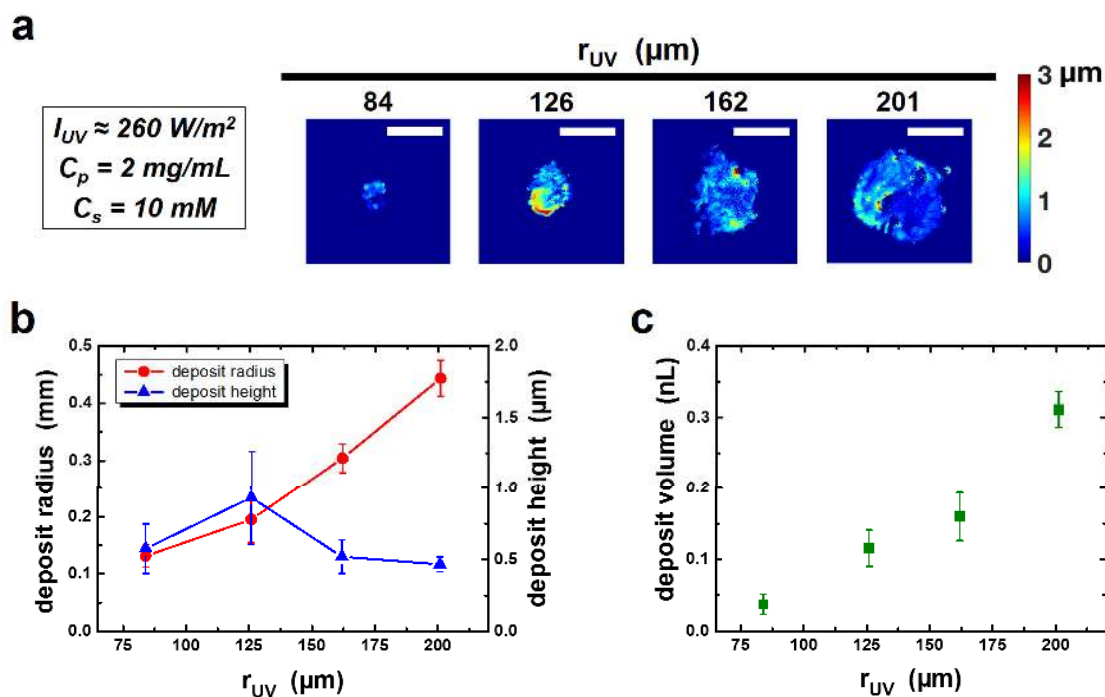 a
r_UV (μm)
84 126 162 201
I_UV ≈ 260 W/m²
C_p = 2 mg/mL
C_s = 10 mM
3 μm
2
1
0
b
deposit radius
deposit height
deposit radius (mm)
0.5
0.4
0.3
0.2
0.1
0.0
deposit height (μm)
2.0
1.5
1.0
0.5
0.0
75 100 125 150 175 200
r_UV (μm)
c
deposit volume (nL)
0.4
0.3
0.2
0.1
0.0
75 100 125 150 175 200
r_UV (μm)